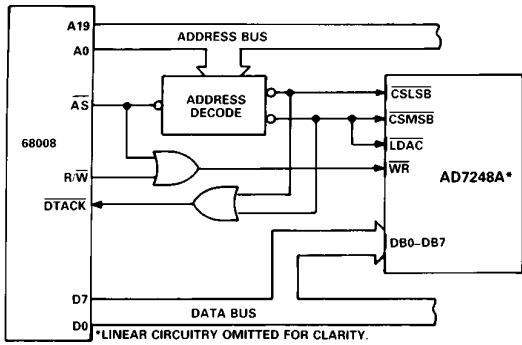 A19
ADDRESS BUS
A0
AS
ADDRESS
DECODE
CSLSB
CSMSB
68008
LDAC
R/W
WR
AD7248A*
DTACK
DB0–DB7
D7
DATA BUS
D0
*LINEAR CIRCUITRY OMITTED FOR CLARITY.